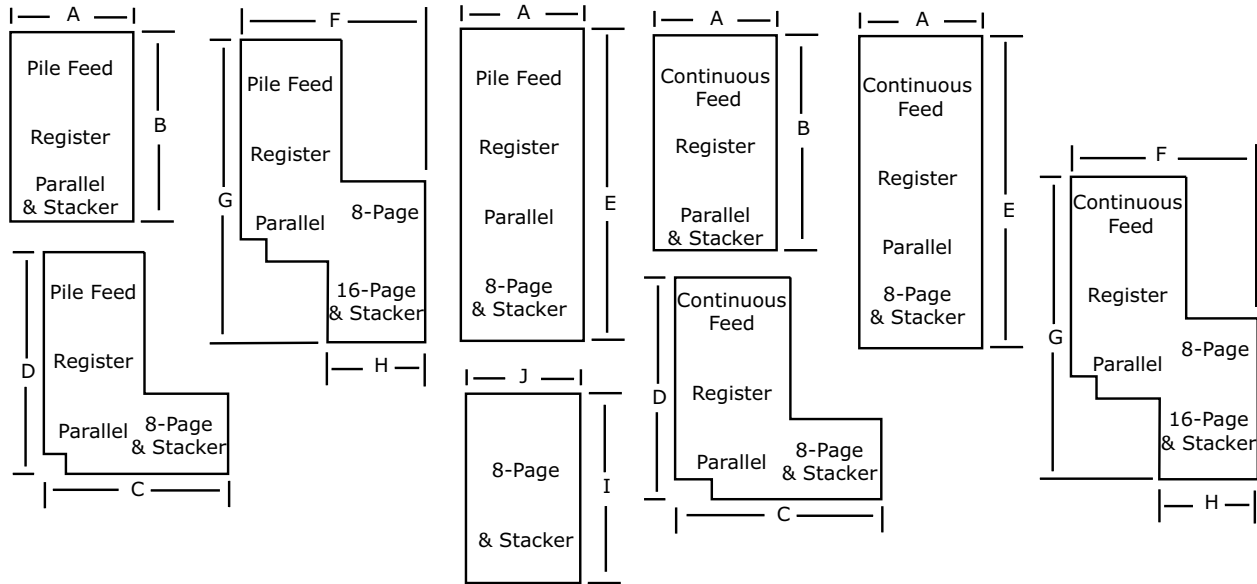 A
Pile Feed
Register
Parallel
& Stacker
B
F
G
Pile Feed
Register
Parallel
8-Page
16-Page
& Stacker
H
A
Pile Feed
Register
Parallel
8-Page
& Stacker
E
A
Continuous
Feed
Register
Parallel
& Stacker
B
A
Continuous
Feed
Register
Parallel
8-Page
& Stacker
E
F
G
Continuous
Feed
Register
Parallel
8-Page
16-Page
& Stacker
H
D
Pile Feed
Register
Parallel
8-Page
& Stacker
C
J
8-Page
& Stacker
I
D
Continuous
Feed
Register
Parallel
8-Page
& Stacker
C